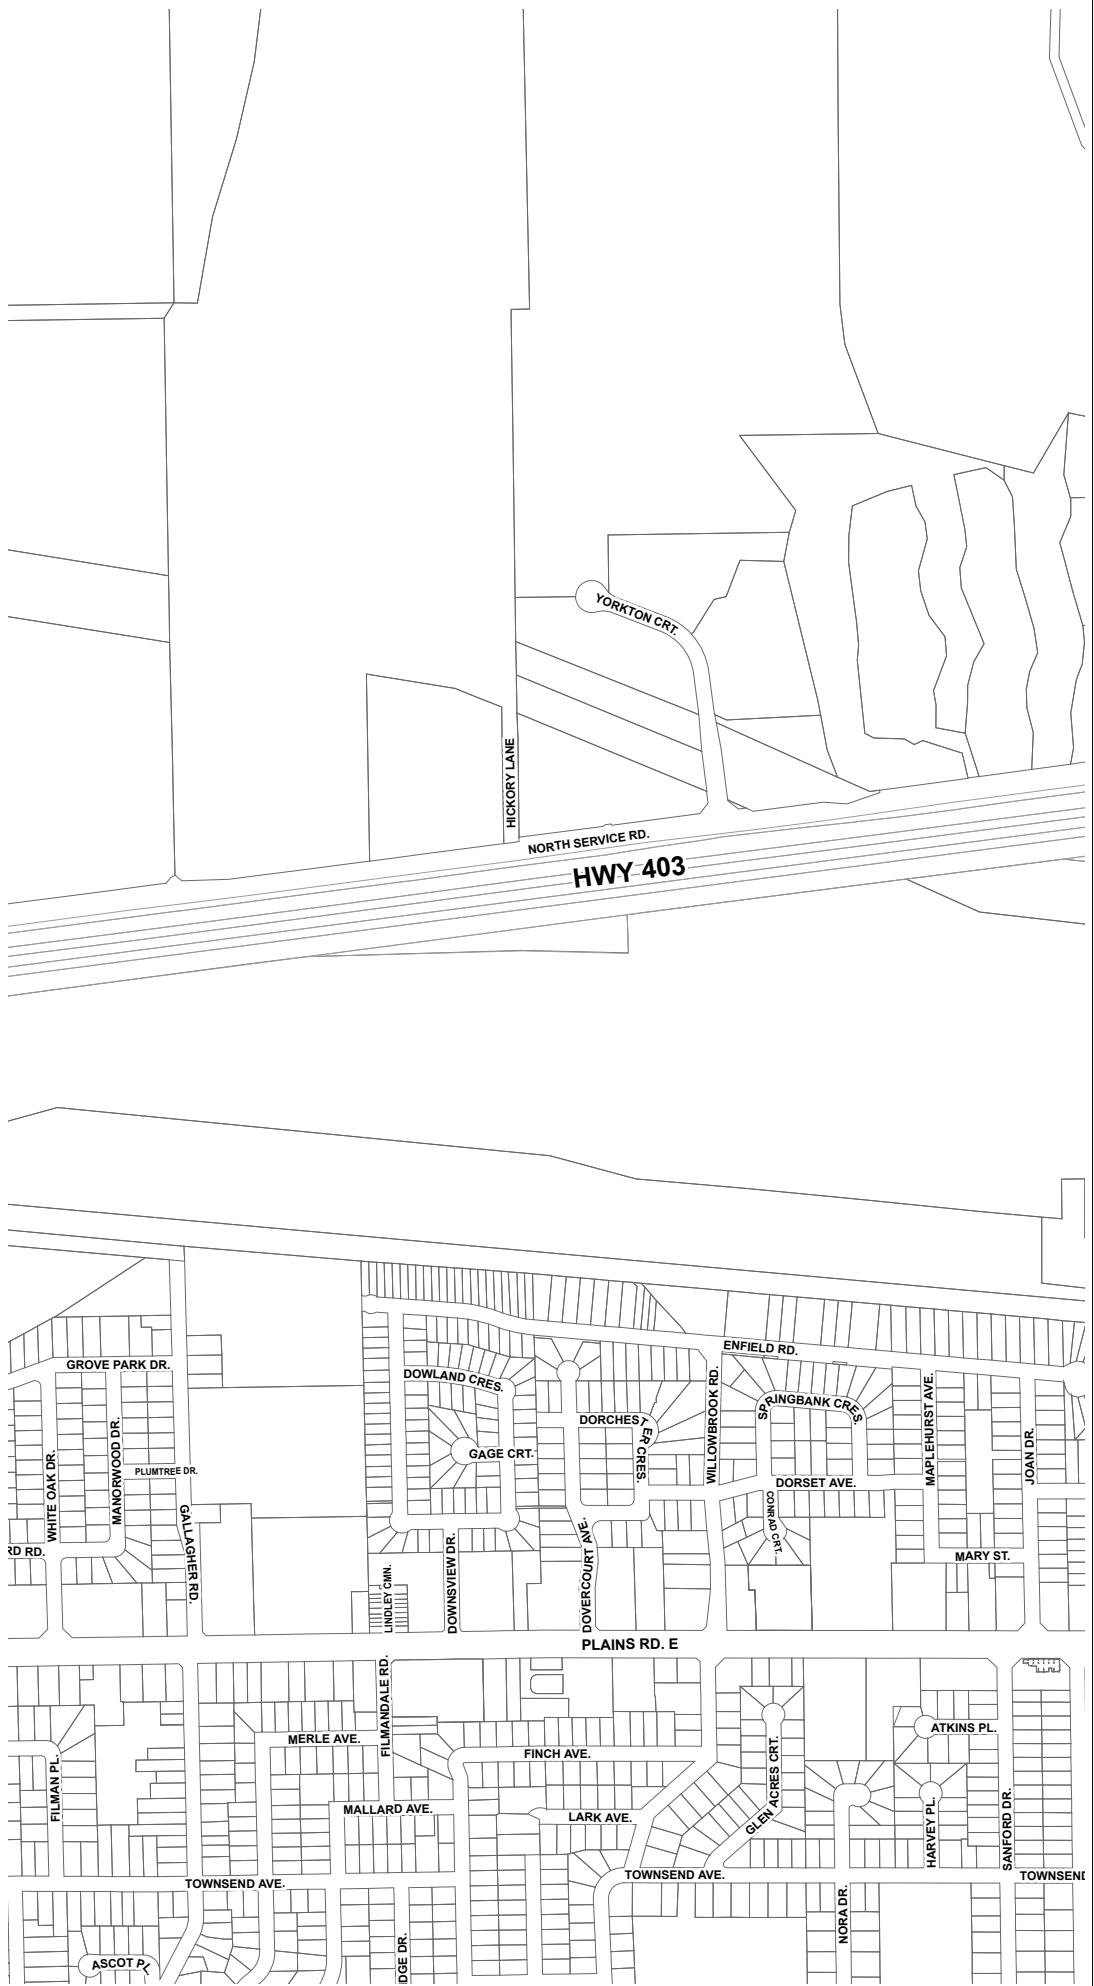 YORKTON CRT.
HICKORY LANE
NORTH SERVICE RD.
HWY 403
ENFIELD RD.
GROVE PARK DR.
DOWLAND CRES.
WILLOWBROOK RD.
MAPLEHURST AVE.
SPRINGBANK CRES.
DORCHESTER CRES.
MANORWOOD DR.
WHITE OAK DR.
GAGE CRT.
JOAN DR.
PLUMTREE DR.
DORSET AVE.
CONRAD CRT.
GALLAGHER RD.
RD RD.
MARY ST.
LINDLEY CMN.
DOWNSVIEW DR.
DOVERCOURT AVE.
PLAINS RD. E
FILMANDALE RD.
ATKINS PL.
MERLE AVE.
FINCH AVE.
FILMAN PL.
GLEN ACRES CRT.
MALLARD AVE.
LARK AVE.
HARVEY PL.
SANFORD DR.
TOWNSEND AVE.
TOWNSEND AVE.
TOWNSEND
NORA DR.
ASCOT PL
DGE DR.